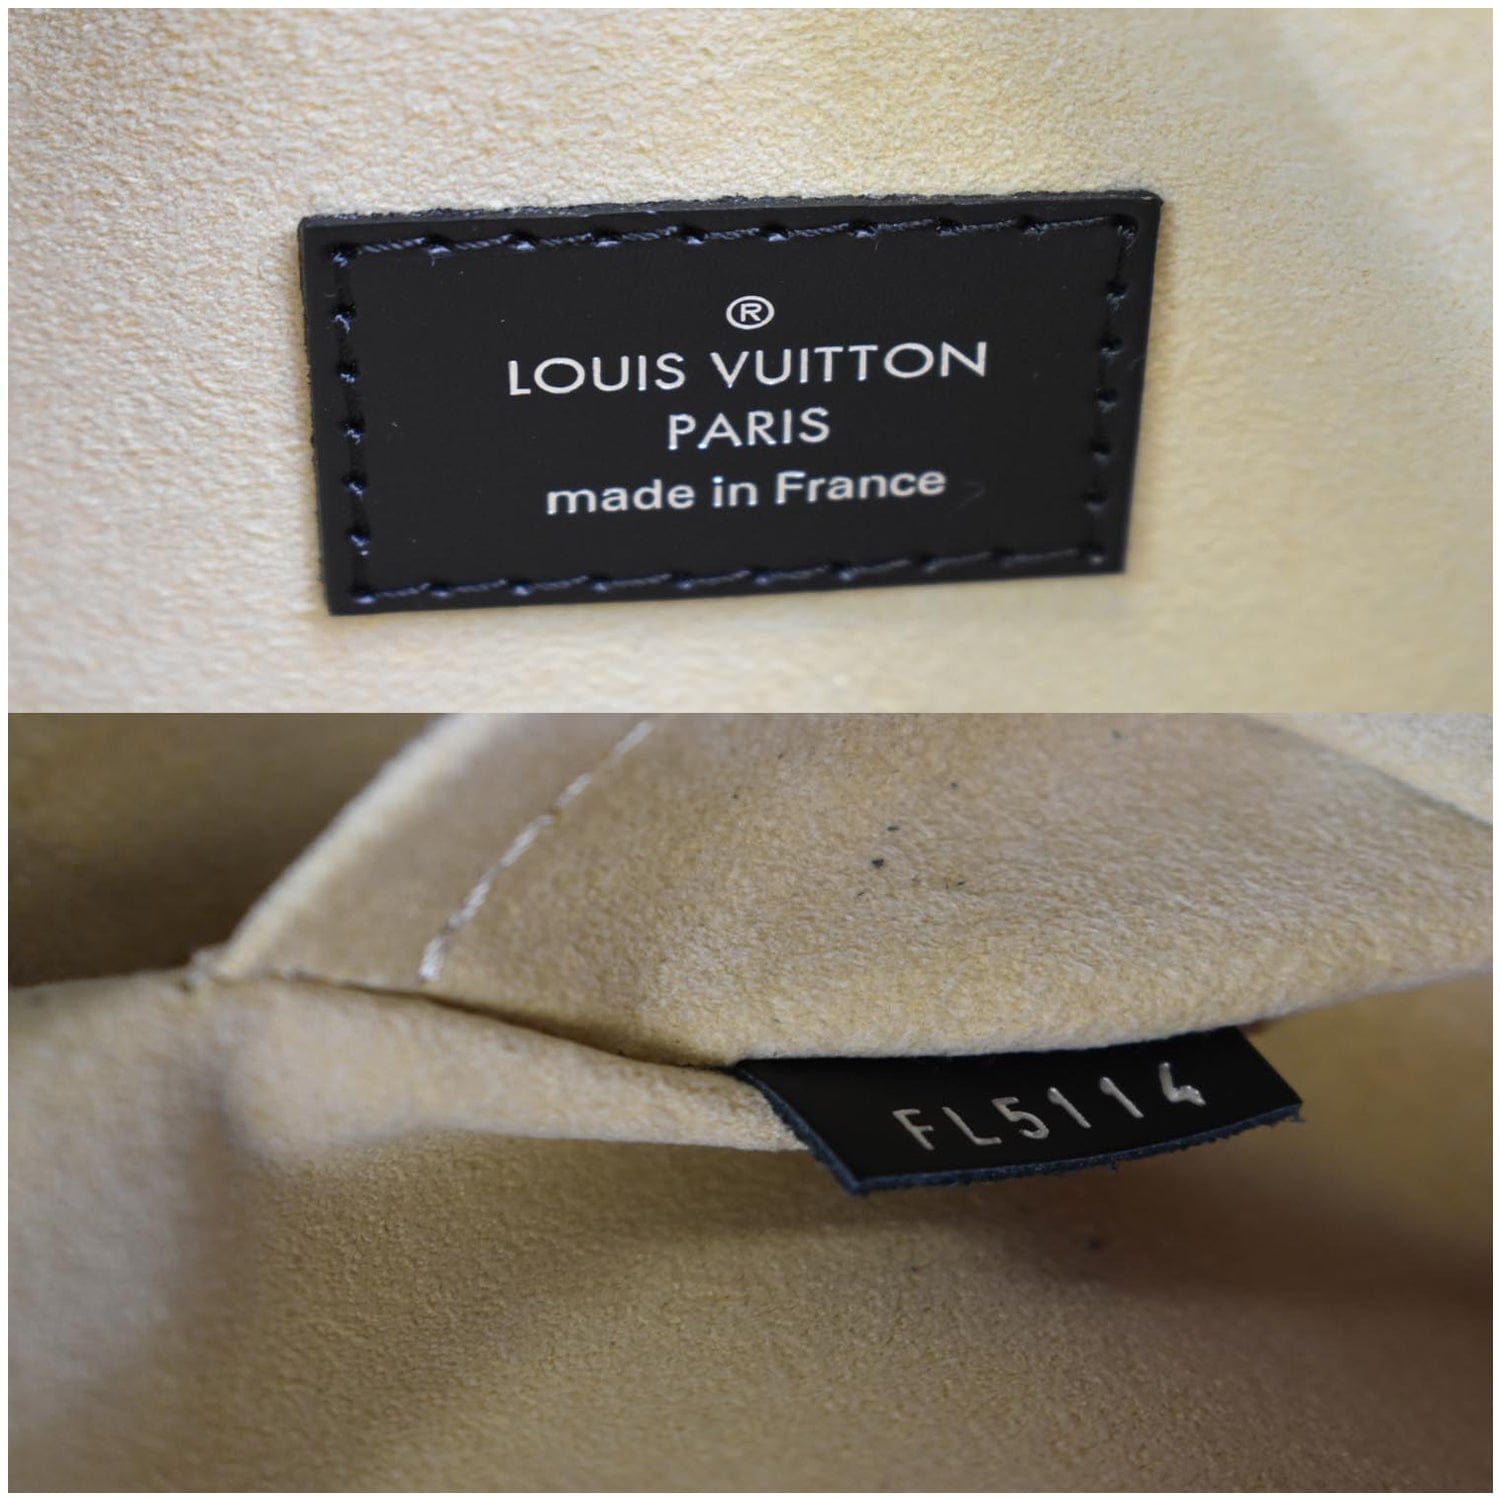 ®
LOUIS VUITTON
PARIS
made in France
FL5114